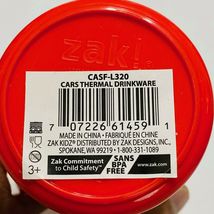 zak!
CASF-L320
CARS THERMAL DRINKWARE
7 07226 61459 1
MADE IN CHINA • FABRIQUÉ EN CHINE
ZAK KIDZ® DISTRIBUTED BY ZAK DESIGNS, INC.,
SPOKANE, WA 99219 • 1-800-331-1089
Zak Commitment
to Child Safety™
SANS
BPA
FREE
www.zak.com
3+